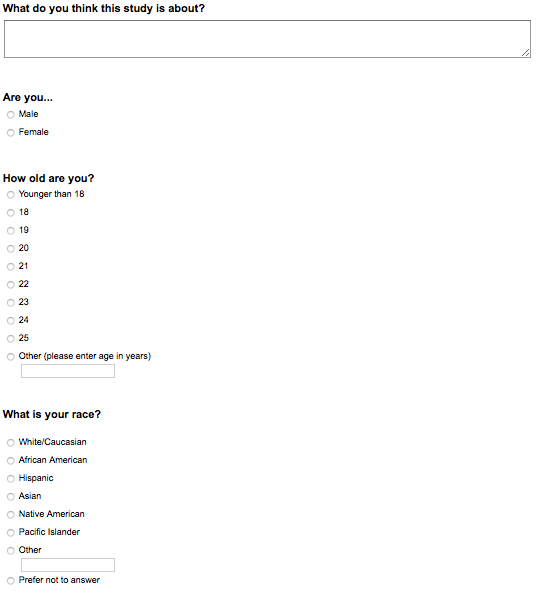 What do you think this study is about?
Are you...
Male
Female
How old are you?
Younger than 18
18
19
20
21
22
23
24
25
Other (please enter age in years)
What is your race?
White/Caucasian
African American
Hispanic
Asian
Native American
Pacific Islander
Other
Prefer not to answer